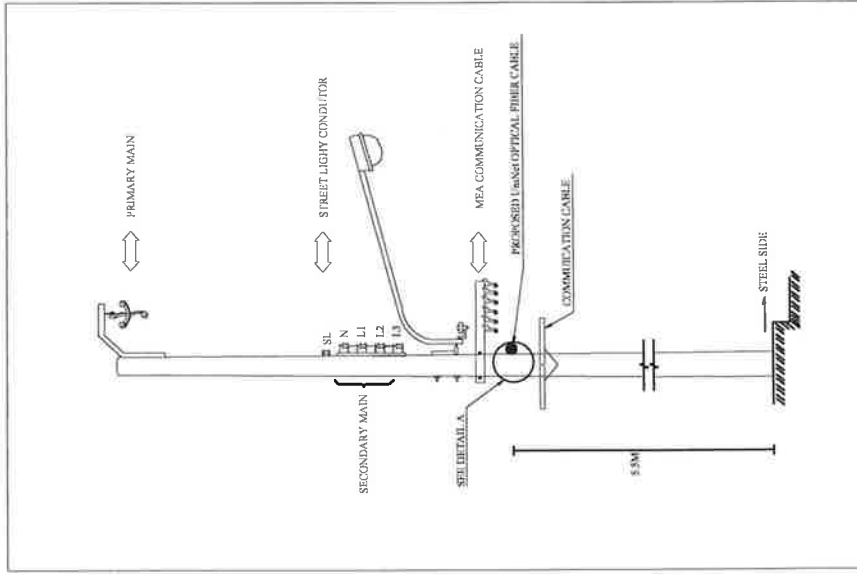 PRIMARY MAIN
STREET LIGHY CONDUTOR
SL
N
L1
L2
L3
SECONDARY MAIN
MEA COMMUNICATION CABLE
PROPOSED UniNet OPTICAL FIBER CABLE
SEE DETAIL A
COMMUICATION CABLE
5.5M
STEEL SIDE